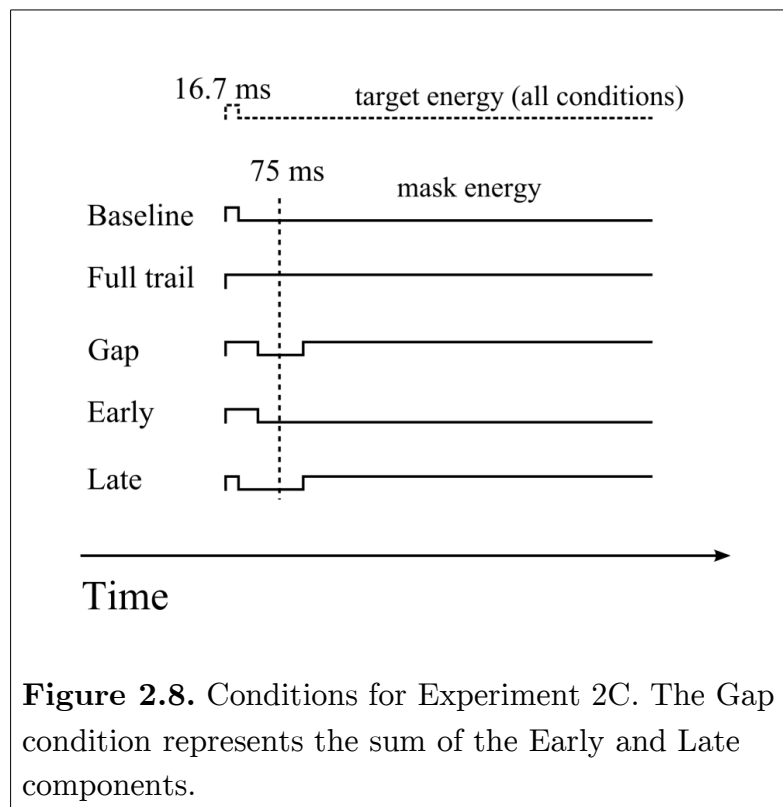 16.7 ms
target energy (all conditions)
75 ms
mask energy
Baseline
Full trail
Gap
Early
Late
Time
Figure 2.8. Conditions for Experiment 2C. The Gap
condition represents the sum of the Early and Late
components.